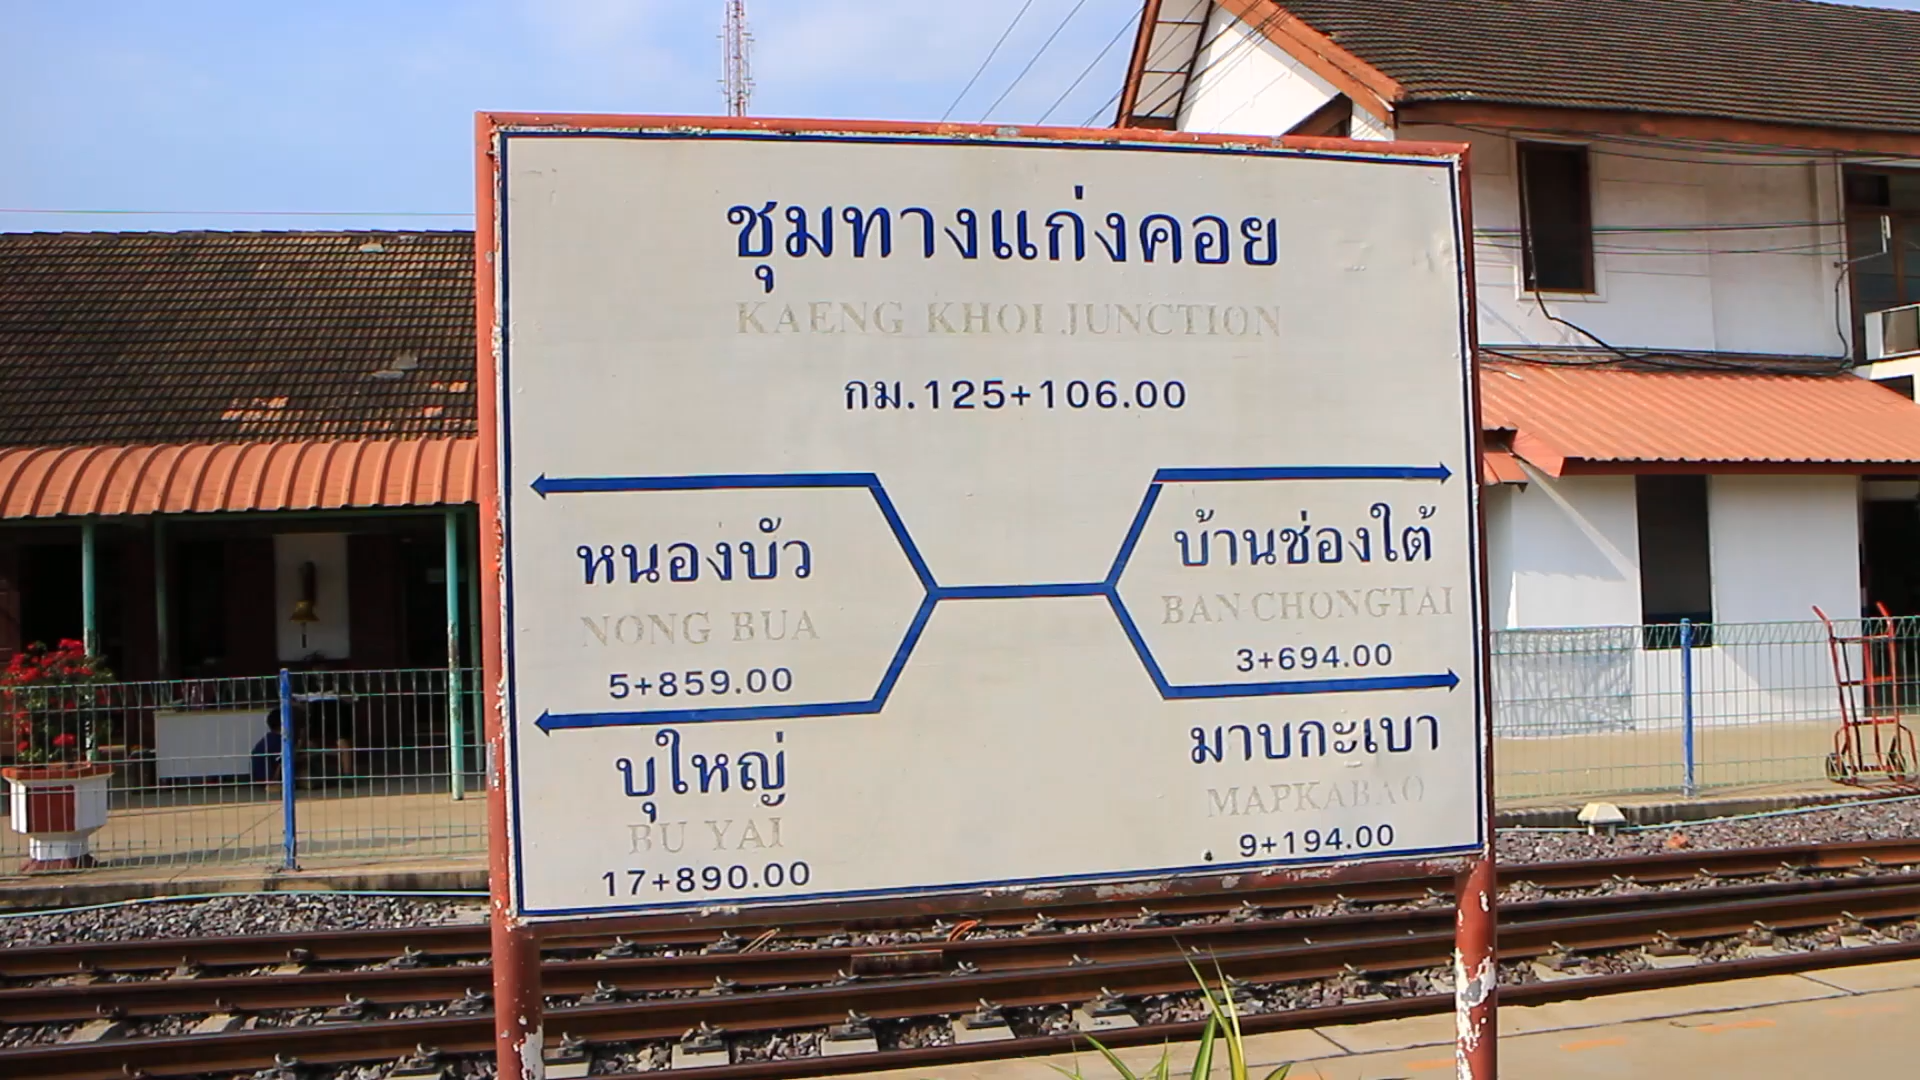 ชุมทางแก่งคอย
KAENG KHOI JUNCTION
กม.125+106.00
หนองบัว
NONG BUA
5+859.00
บุใหญ่
BU YAI
17+890.00
บ้านช่องใต้
BAN CHONGTAI
3+694.00
มาบกะเบา
MAPKABAO
9+194.00